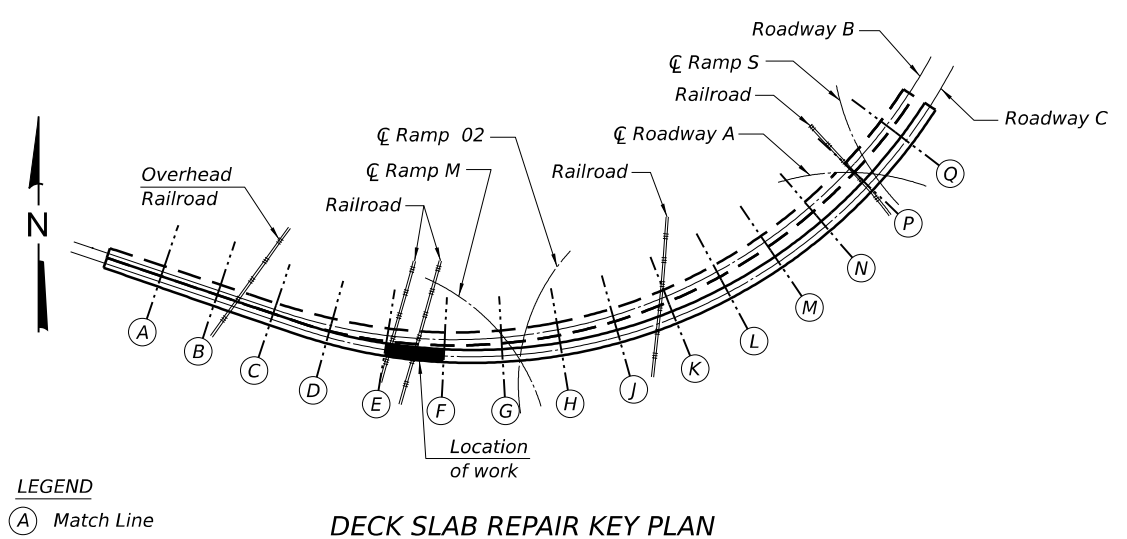 Roadway B
℄ Ramp S
Railroad
℄ Roadway A
Roadway C
℄ Ramp 02
℄ Ramp M
Railroad
Railroad
Overhead
Railroad
N
A
B
C
D
E
F
G
H
J
K
L
M
N
P
Q
Location
of work
LEGEND
A Match Line
DECK SLAB REPAIR KEY PLAN